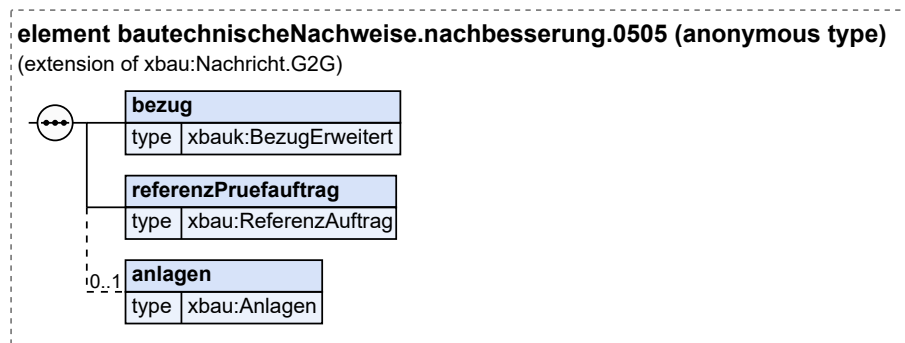 element bautechnischeNachweise.nachbesserung.0505 (anonymous type)
(extension of xbau:Nachricht.G2G)
bezug
type xbauk:BezugErweitert
referenzPruefauftrag
type xbau:ReferenzAuftrag
0..1 anlagen
type xbau:Anlagen